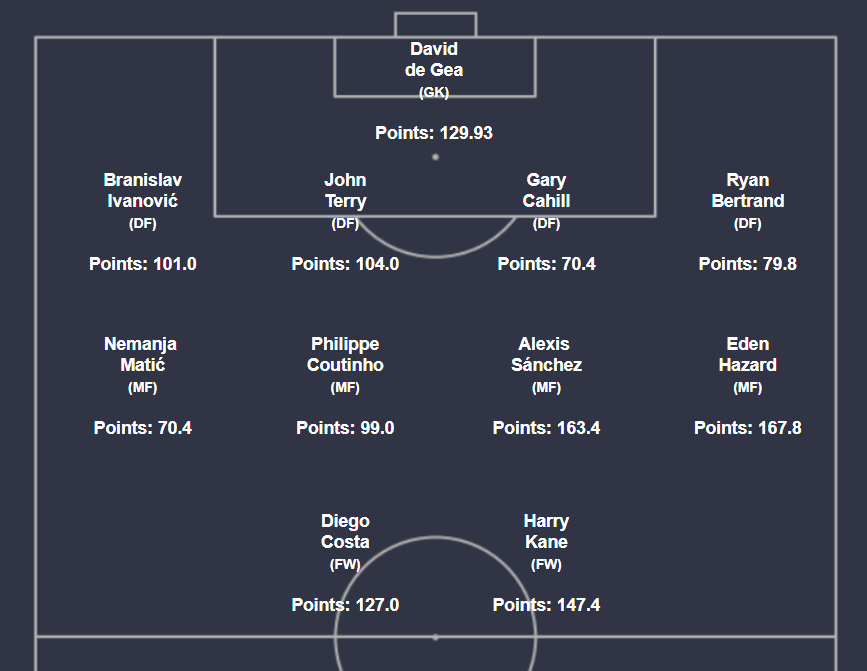 David
de Gea
(GK)
Points: 129.93
Branislav
Ivanović
(DF)
Points: 101.0
John
Terry
(DF)
Points: 104.0
Gary
Cahill
(DF)
Points: 70.4
Ryan
Bertrand
(DF)
Points: 79.8
Nemanja
Matić
(MF)
Points: 70.4
Philippe
Coutinho
(MF)
Points: 99.0
Alexis
Sánchez
(MF)
Points: 163.4
Eden
Hazard
(MF)
Points: 167.8
Diego
Costa
(FW)
Points: 127.0
Harry
Kane
(FW)
Points: 147.4